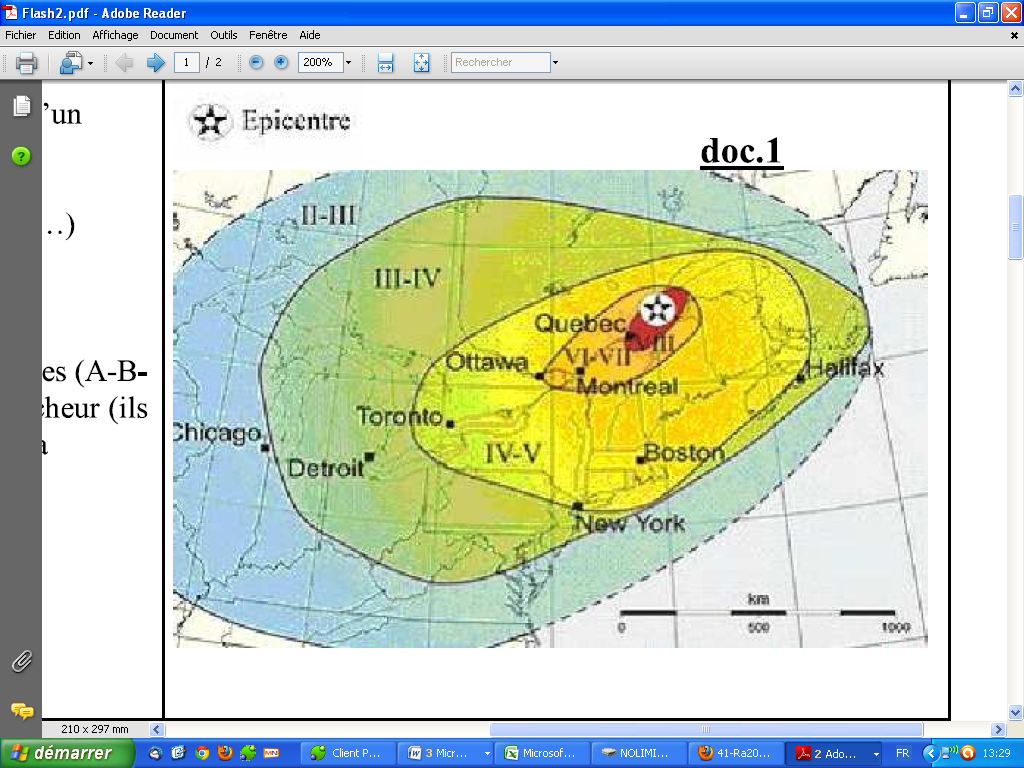 Flash2.pdf - Adobe Reader
Fichier Edition Affichage Document Outils Fenêtre Aide
1 / 2 200% Rechercher
’un
…)
es (A-B-
cheur (ils
a
Epicentre
doc.1
II-III
III-IV
Quebec
VIII
VI-VII
Ottawa
Montreal
Halifax
Toronto
Chicago
IV-V
Boston
Detroit
New York
km
0 500 1000
210 x 297 mm
démarrer
Client P...
3 Micr...
Microsof...
NOLIMI...
41-Ra20...
2 Ado...
FR
13:29